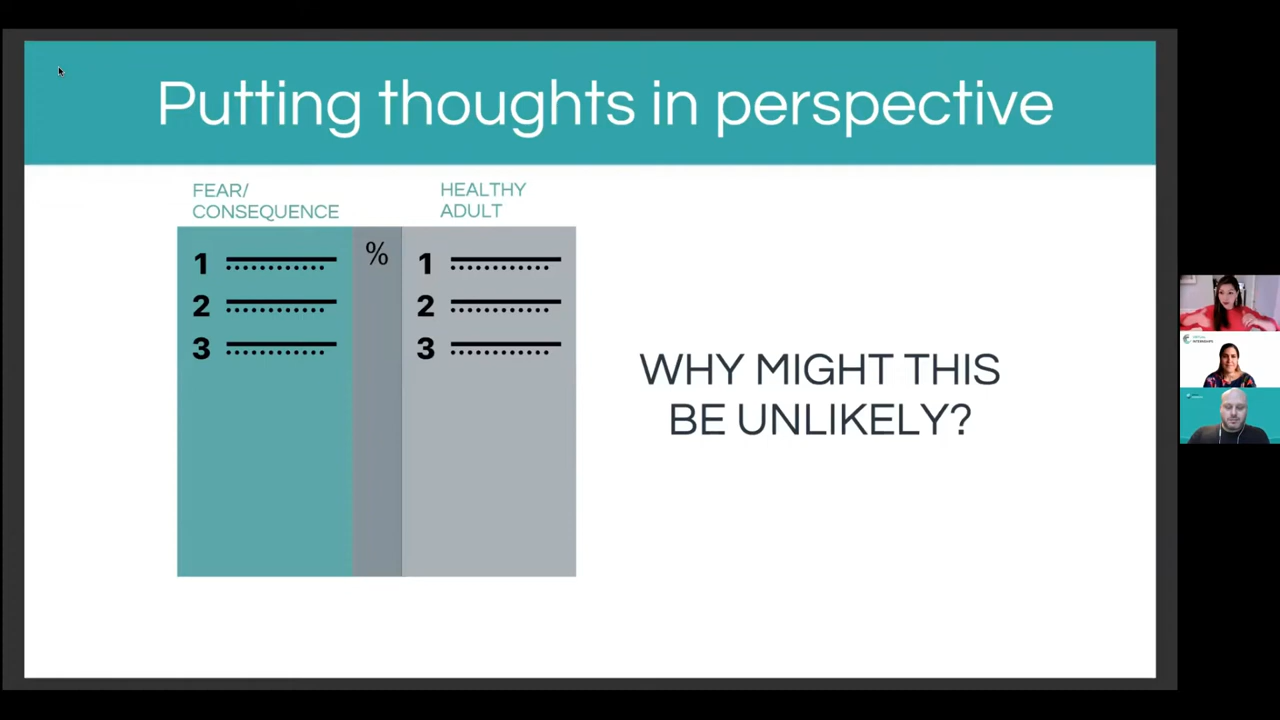 Putting thoughts in perspective
FEAR/
CONSEQUENCE
HEALTHY
ADULT
%
1
2
3
1
2
3
WHY MIGHT THIS
BE UNLIKELY?